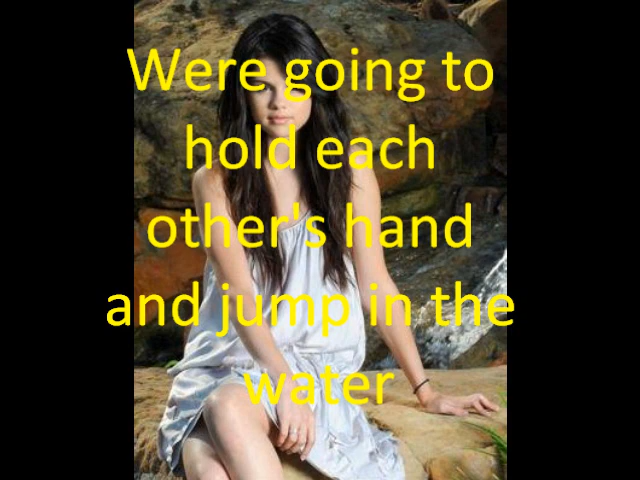 Were going to
hold each
other's hand
and jump in the
water